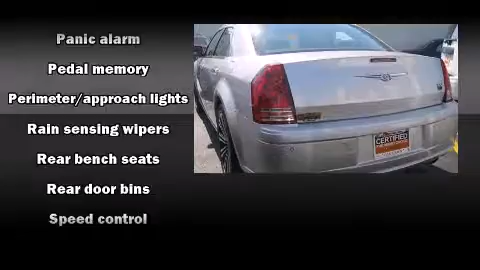 Panic alarm
Pedal memory
Perimeter/approach lights
Rain sensing wipers
Rear bench seats
Rear door bins
Speed control
CERTIFIED